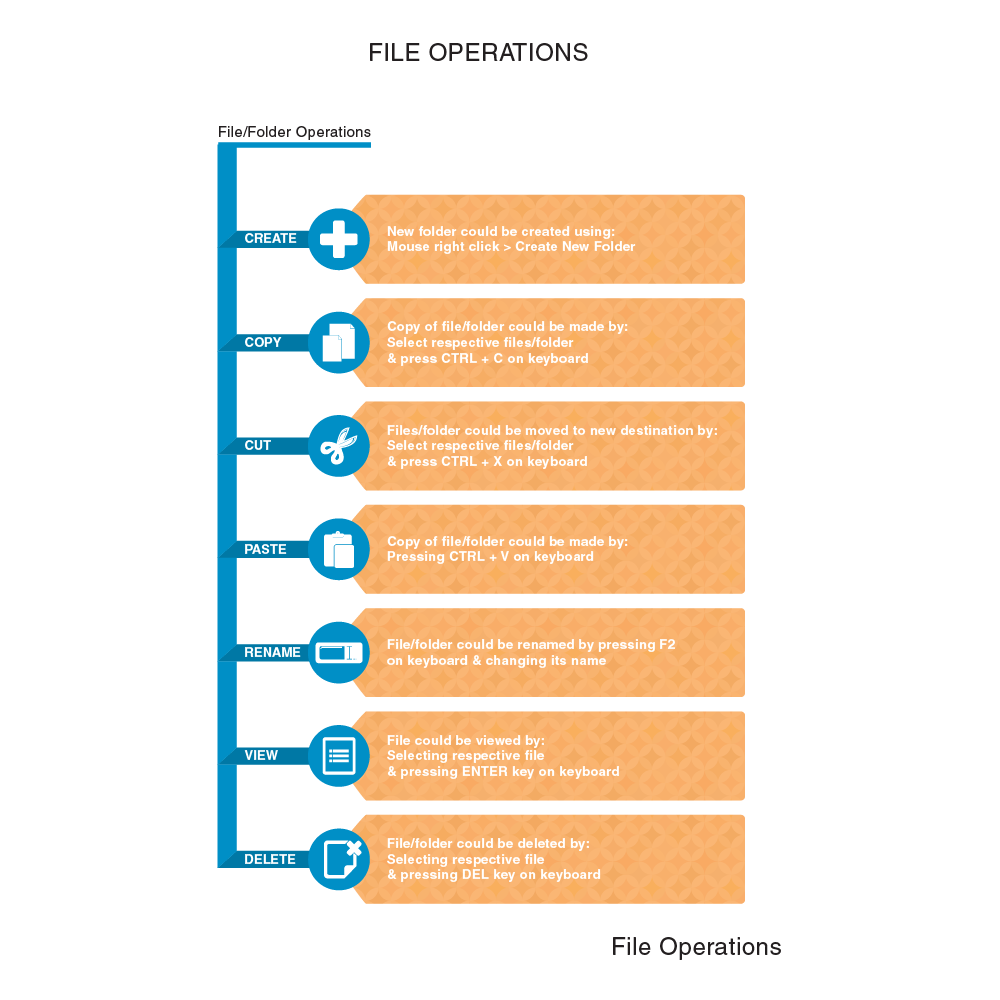 FILE OPERATIONS
File/Folder Operations
CREATE
New folder could be created using:
Mouse right click > Create New Folder
COPY
Copy of file/folder could be made by:
Select respective files/folder
& press CTRL + C on keyboard
CUT
Files/folder could be moved to new destination by:
Select respective files/folder
& press CTRL + X on keyboard
PASTE
Copy of file/folder could be made by:
Pressing CTRL + V on keyboard
RENAME
File/folder could be renamed by pressing F2
on keyboard & changing its name
VIEW
File could be viewed by:
Selecting respective file
& pressing ENTER key on keyboard
DELETE
File/folder could be deleted by:
Selecting respective file
& pressing DEL key on keyboard
File Operations